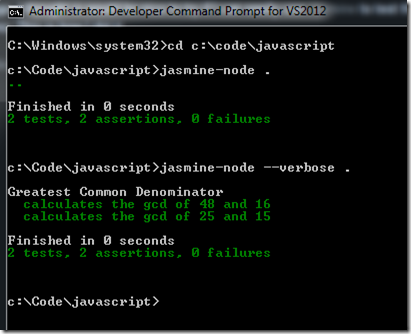 Administrator: Developer Command Prompt for VS2012
C:\Windows\system32>cd c:\code\javascript
c:\Code\javascript>jasmine-node .
..
Finished in 0 seconds
2 tests, 2 assertions, 0 failures
c:\Code\javascript>jasmine-node --verbose .
Greatest Common Denominator
calculates the gcd of 48 and 16
calculates the gcd of 25 and 15
Finished in 0 seconds
2 tests, 2 assertions, 0 failures
c:\Code\javascript>